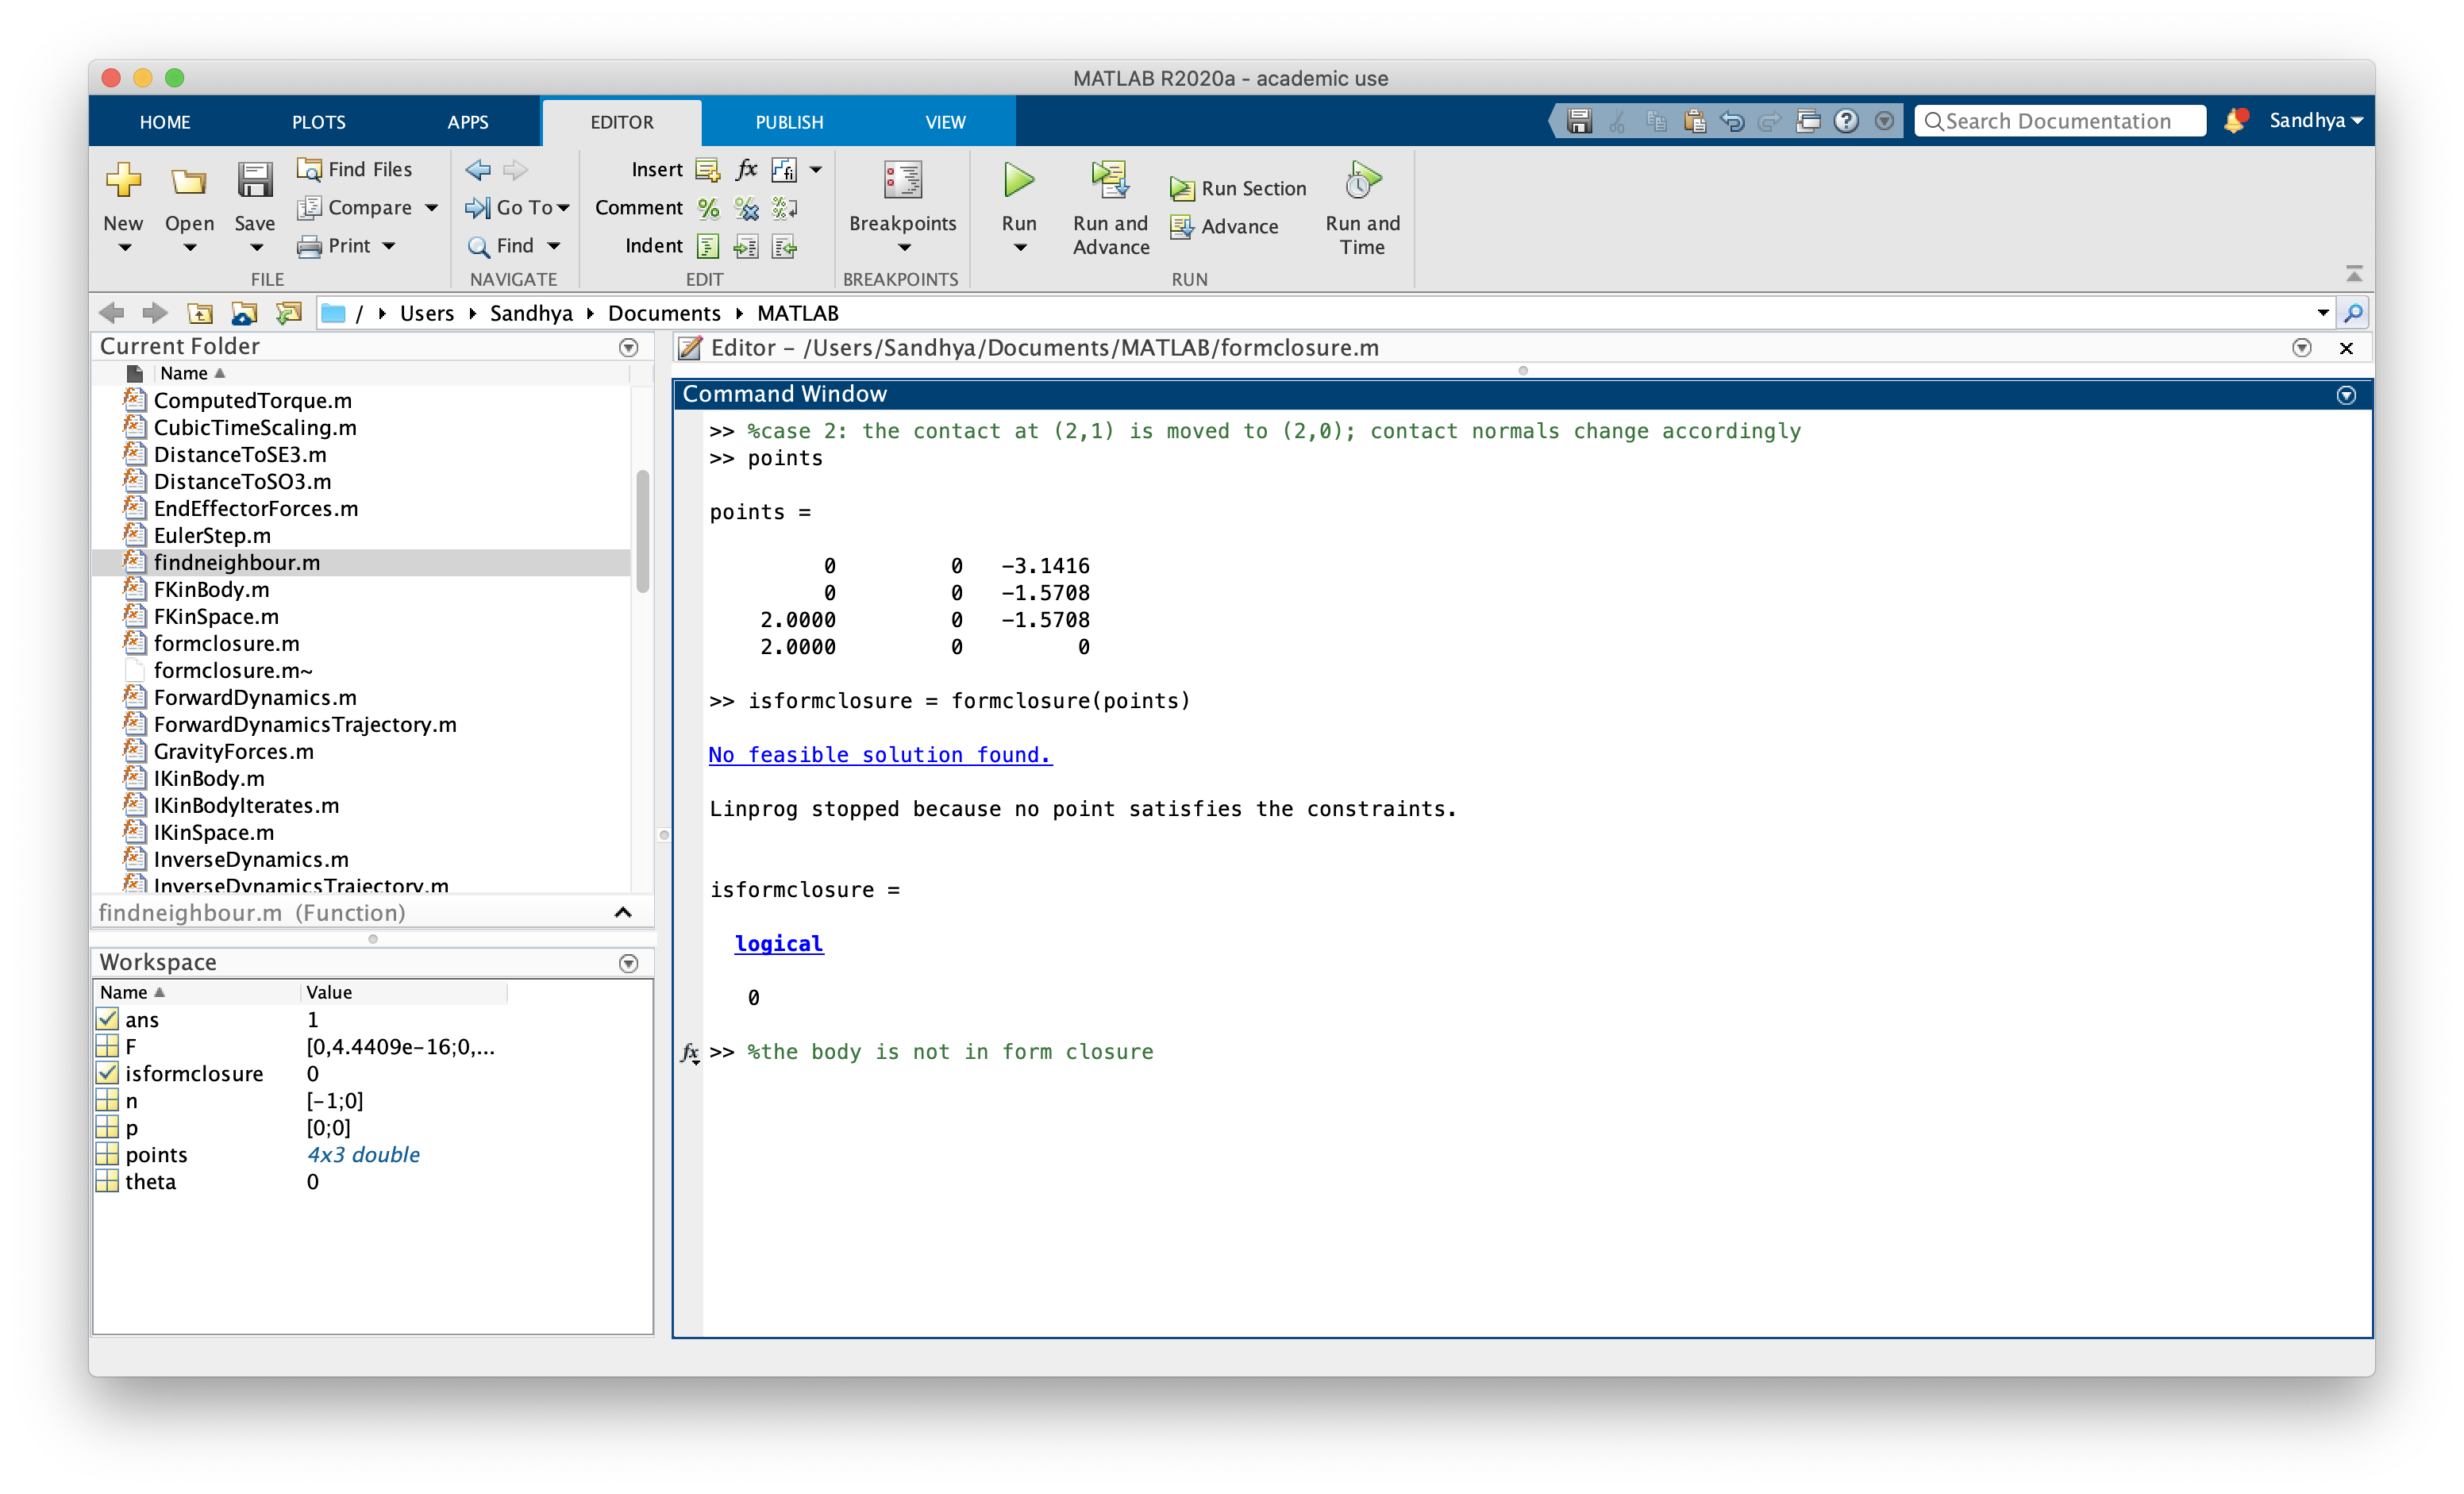 MATLAB R2020a - academic use
HOME PLOTS APPS EDITOR PUBLISH VIEW Search Documentation Sandhya
New Open Save Find Files Compare Print
FILE
Go To Find
NAVIGATE
Insert fx fi
Comment % %
Indent
EDIT
Breakpoints
BREAKPOINTS
Run Run and Advance Run Section Advance Run and Time
RUN
/ Users Sandhya Documents MATLAB
Current Folder
Name
ComputedTorque.m
CubicTimeScaling.m
DistanceToSE3.m
DistanceToSO3.m
EndEffectorForces.m
EulerStep.m
findneighbour.m
FKinBody.m
FKinSpace.m
formclosure.m
formclosure.m~
ForwardDynamics.m
ForwardDynamicsTrajectory.m
GravityForces.m
IKinBody.m
IKinBodyIterates.m
IKinSpace.m
InverseDynamics.m
InverseDynamicsTrajectory.m
findneighbour.m (Function)
Workspace
Name Value
ans 1
F [0,4.4409e-16;0,...
isformclosure 0
n [-1;0]
p [0;0]
points 4x3 double
theta 0
Editor - /Users/Sandhya/Documents/MATLAB/formclosure.m
Command Window
>> %case 2: the contact at (2,1) is moved to (2,0); contact normals change accordingly
>> points
points =
0 0 -3.1416
0 0 -1.5708
2.0000 0 -1.5708
2.0000 0 0
>> isformclosure = formclosure(points)
No feasible solution found.
Linprog stopped because no point satisfies the constraints.
isformclosure =
logical
0
fx >> %the body is not in form closure